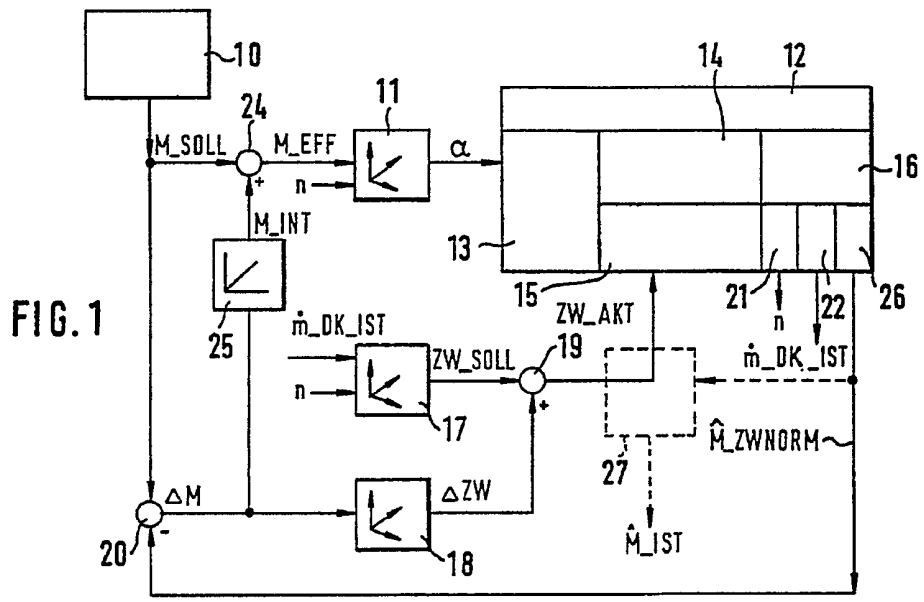 10
14
12
24
11
M_SOLL
M_EFF
α
+
n
16
M_INT
13
FIG. 1
25
15
21
22
26
ZW_AKT
n
ṁ_DK_IST
ZW_SOLL
19
ṁ_DK_IST
n
+
17
27
M̂_ZWNORM
ΔM
ΔZW
20
-
18
M̂_IST